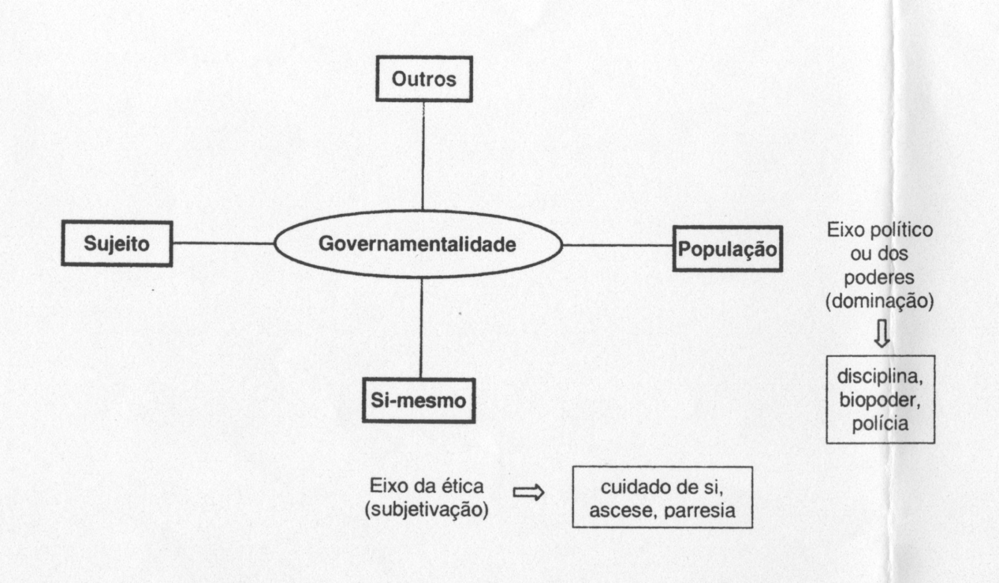 Outros
Sujeito
Governamentalidade
População
Eixo político
ou dos
poderes
(dominação)
Si-mesmo
disciplina,
biopoder,
polícia
Eixo da ética
(subjetivação)
cuidado de si,
ascese, parresia